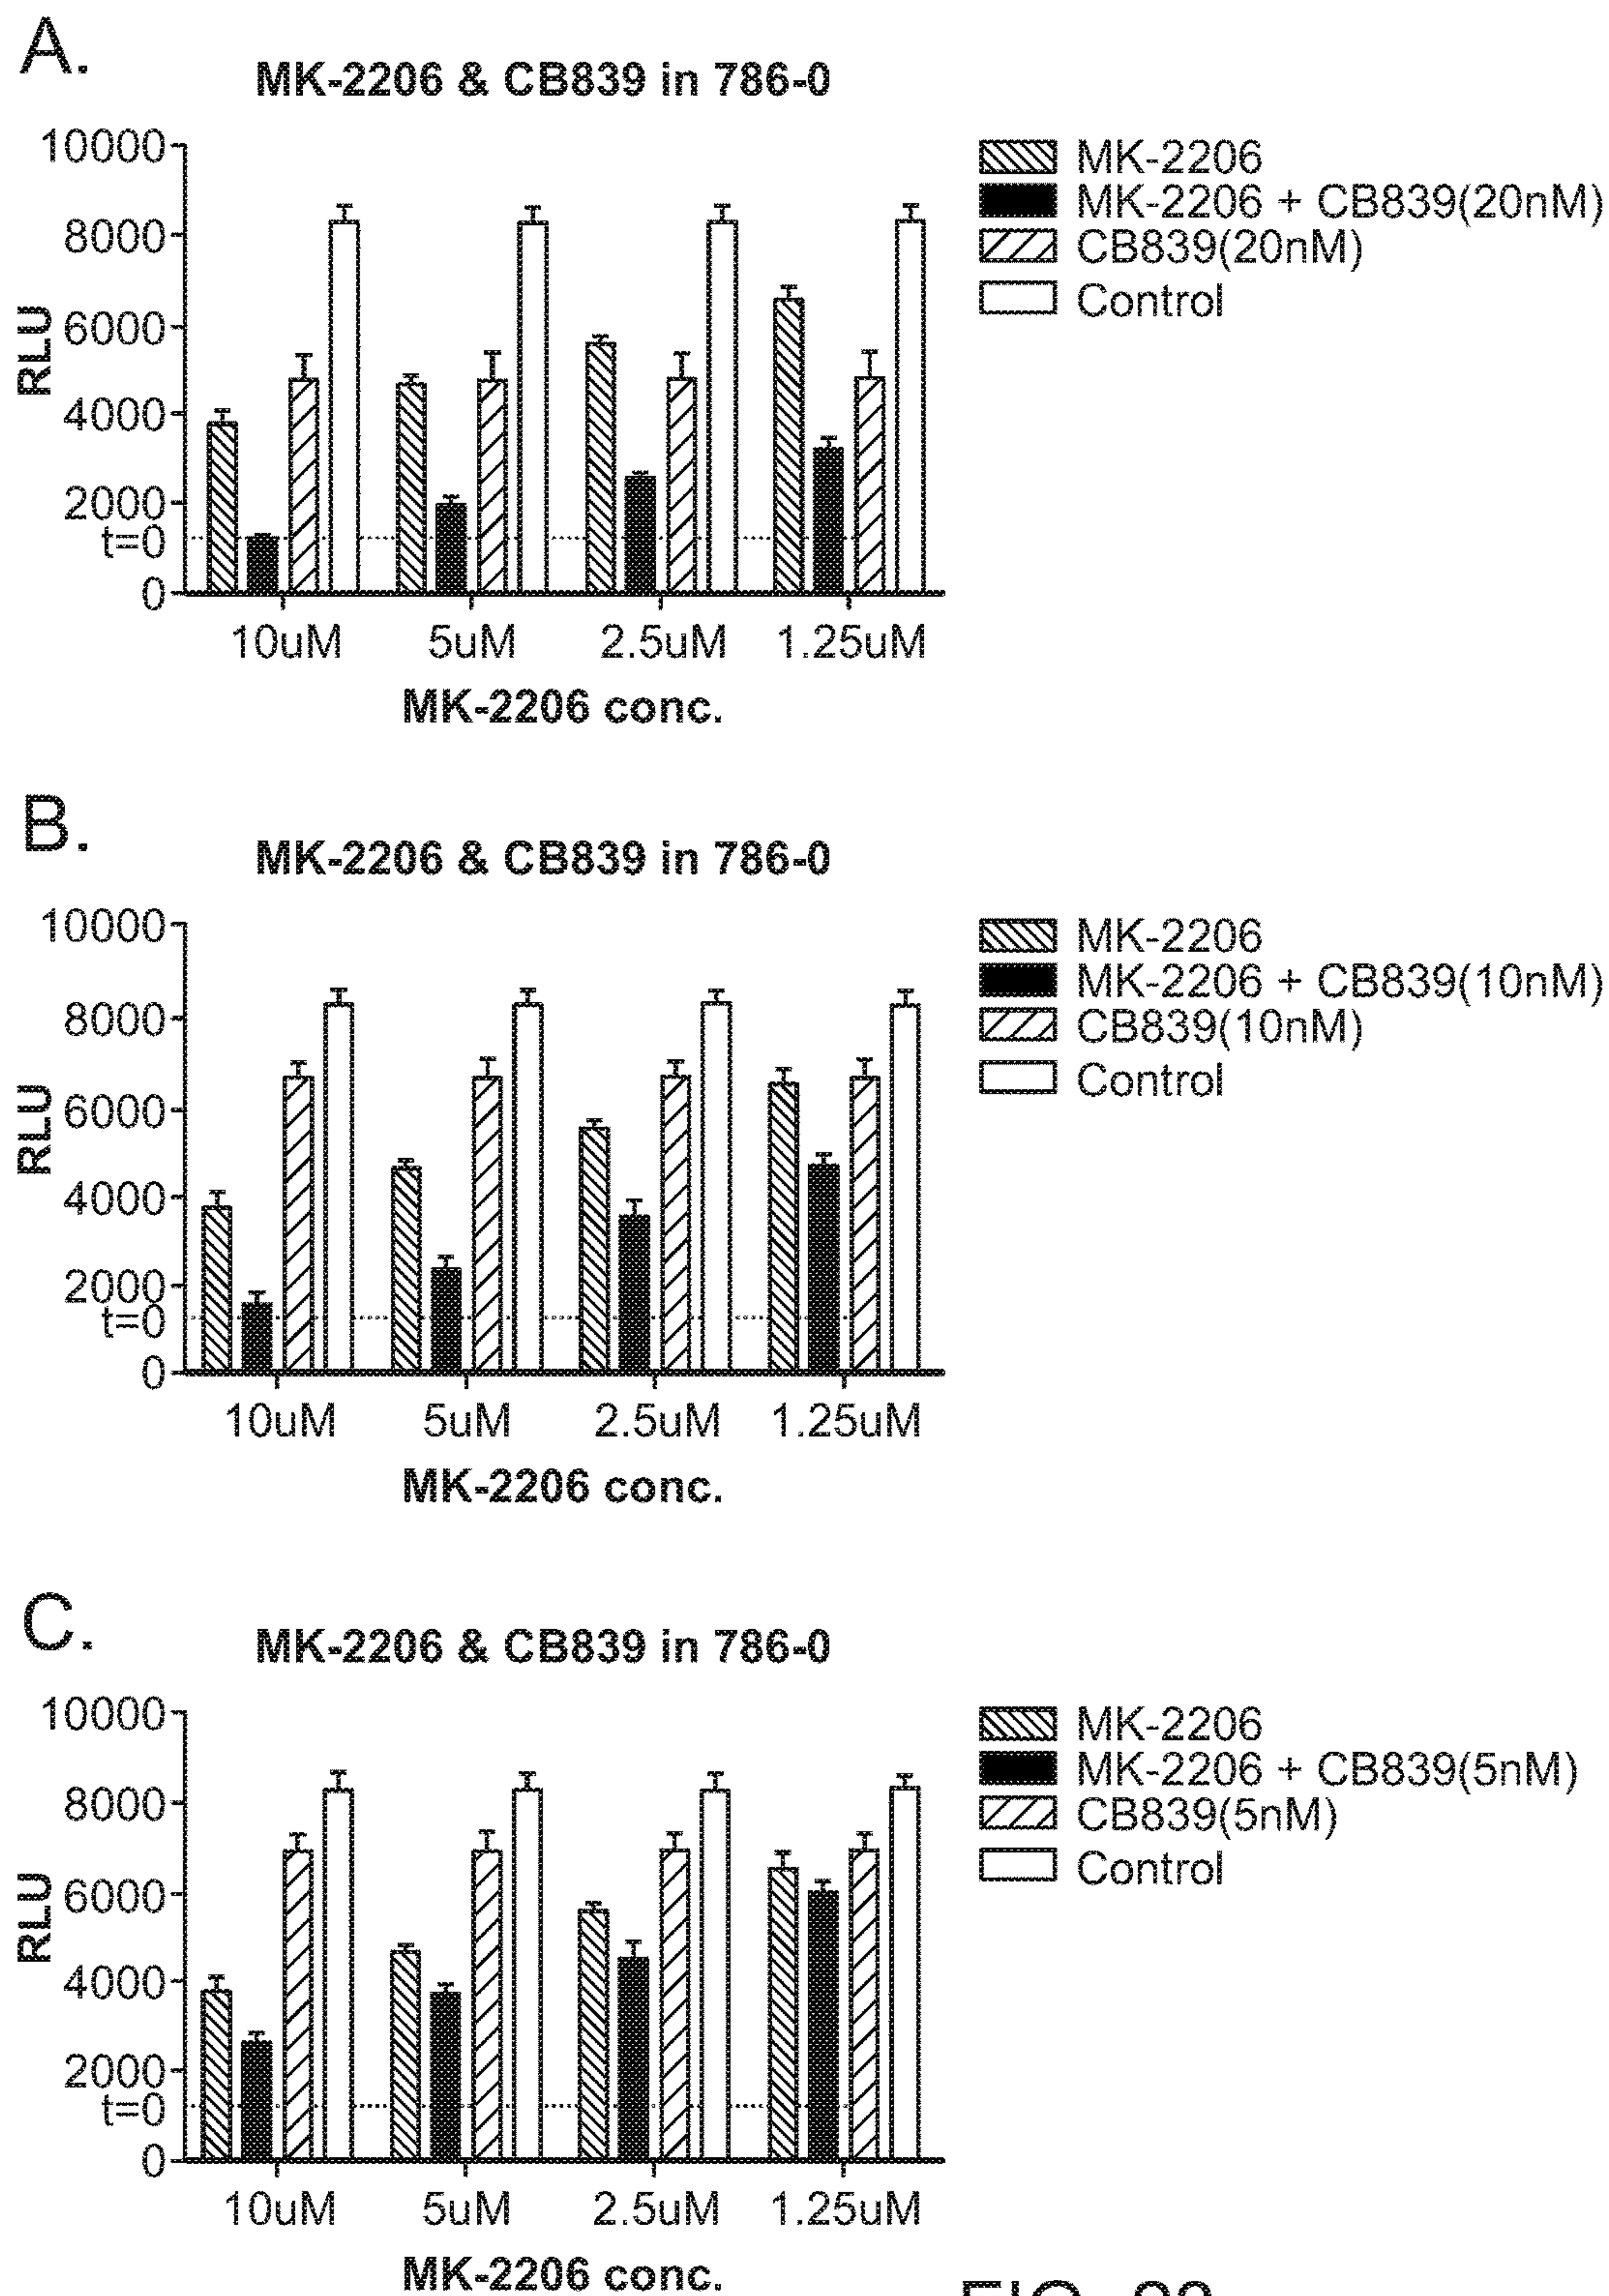 A.
MK-2206 & CB839 in 786-0
10000
8000
6000
4000
2000
t=0
0
RLU
10uM 5uM 2.5uM 1.25uM
MK-2206 conc.
MK-2206
MK-2206 + CB839(20nM)
CB839(20nM)
Control
B.
MK-2206 & CB839 in 786-0
10000
8000
6000
4000
2000
t=0
0
RLU
10uM 5uM 2.5uM 1.25uM
MK-2206 conc.
MK-2206
MK-2206 + CB839(10nM)
CB839(10nM)
Control
C.
MK-2206 & CB839 in 786-0
10000
8000
6000
4000
2000
t=0
0
RLU
10uM 5uM 2.5uM 1.25uM
MK-2206 conc.
MK-2206
MK-2206 + CB839(5nM)
CB839(5nM)
Control